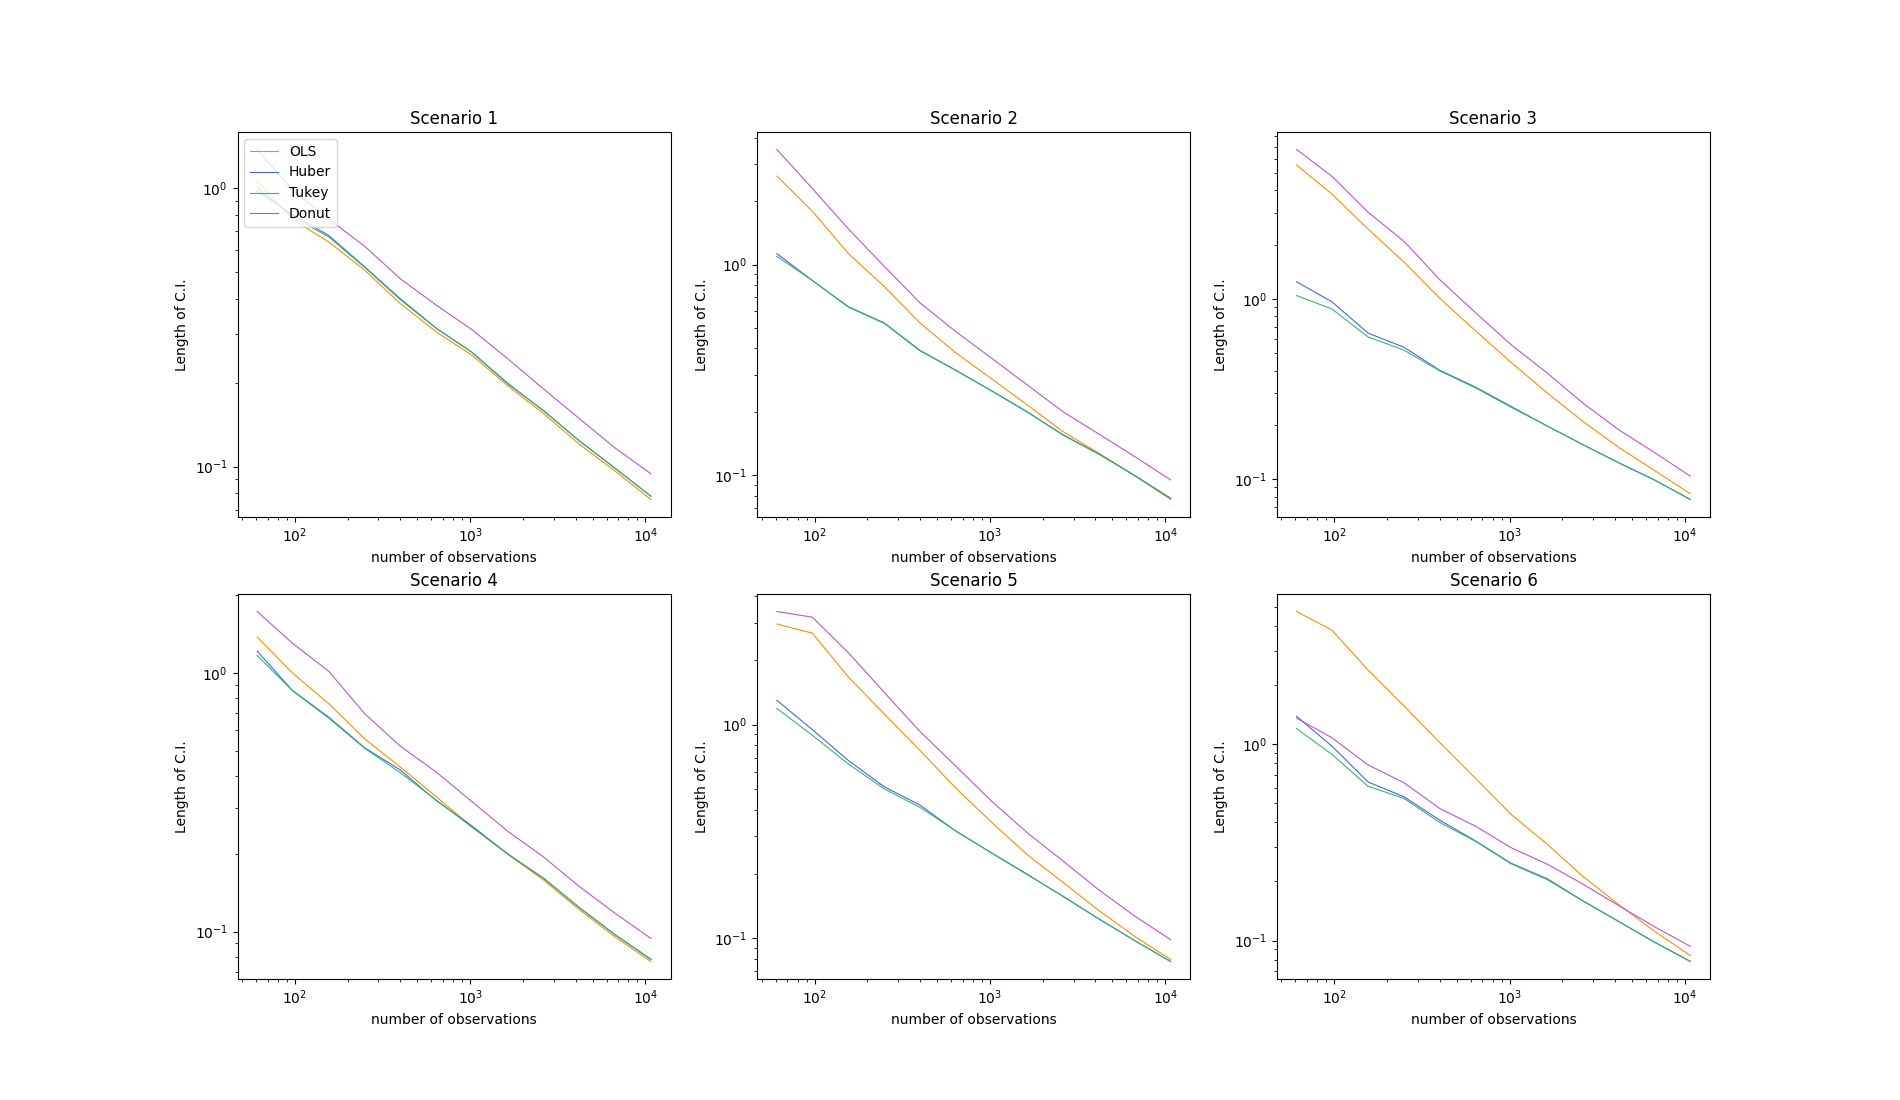 Scenario 1
Scenario 2
Scenario 3
OLS
Huber
Tukey
Donut
Length of C.I.
10⁰
10⁻¹
10²
10³
10⁴
number of observations
Length of C.I.
10⁰
10⁻¹
10²
10³
10⁴
number of observations
Length of C.I.
10⁰
10⁻¹
10²
10³
10⁴
number of observations
Scenario 4
Scenario 5
Scenario 6
Length of C.I.
10⁰
10⁻¹
10²
10³
10⁴
number of observations
Length of C.I.
10⁰
10⁻¹
10²
10³
10⁴
number of observations
Length of C.I.
10⁰
10⁻¹
10²
10³
10⁴
number of observations